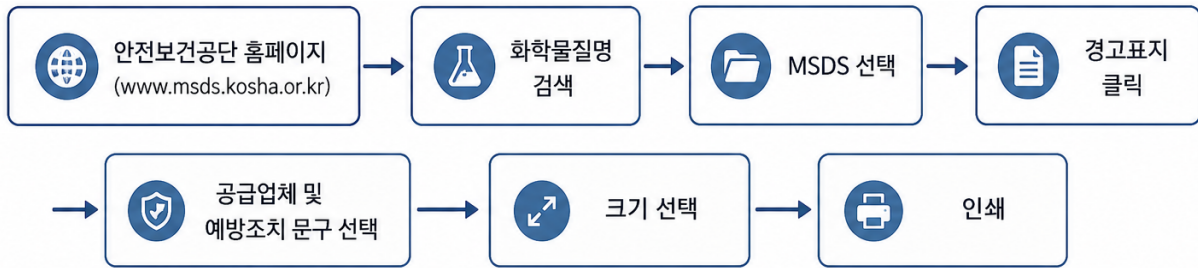 안전보건공단 홈페이지
(www.msds.kosha.or.kr)
화학물질명
검색
MSDS 선택
경고표지
클릭
공급업체 및
예방조치 문구 선택
크기 선택
인쇄